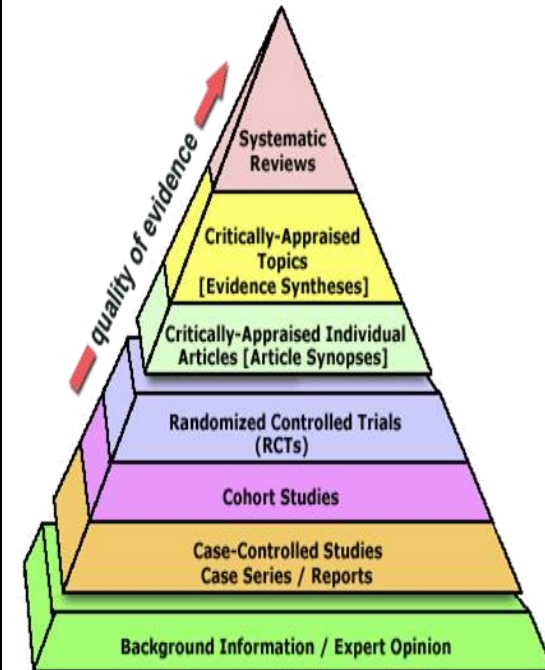 quality of evidence
Systematic
Reviews
Critically-Appraised
Topics
[Evidence Syntheses]
Critically-Appraised Individual
Articles [Article Synopses]
Randomized Controlled Trials
(RCTs)
Cohort Studies
Case-Controlled Studies
Case Series / Reports
Background Information / Expert Opinion